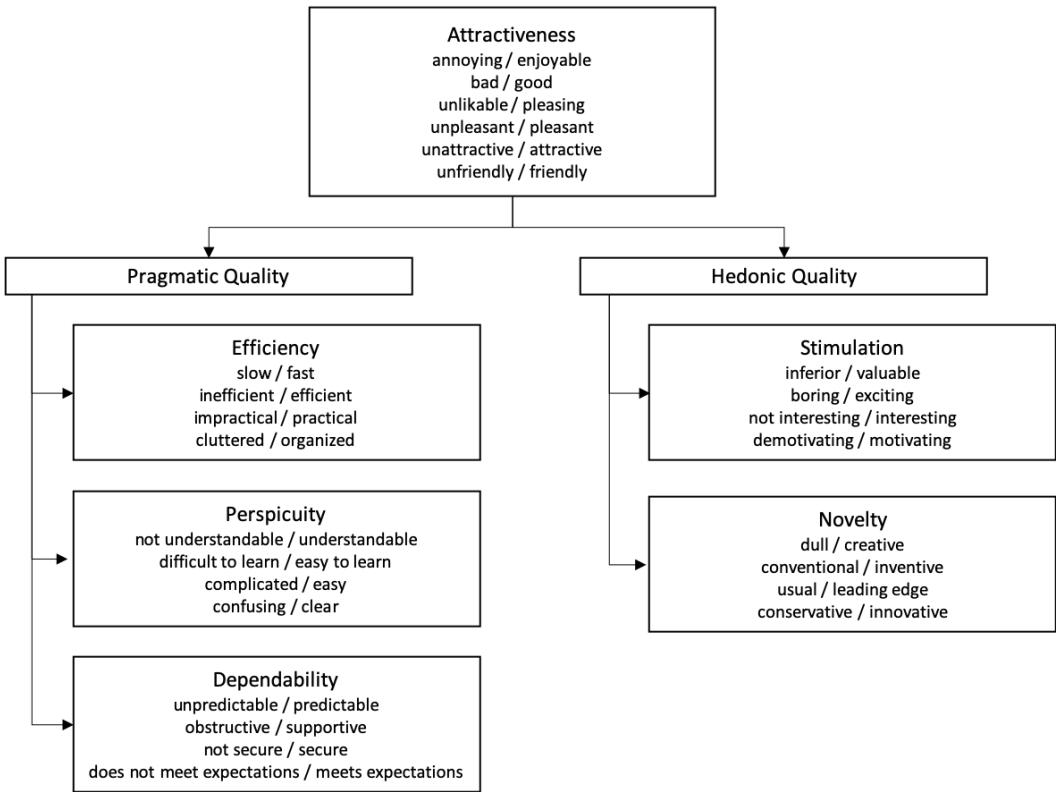 Attractiveness
annoying / enjoyable
bad / good
unlikable / pleasing
unpleasant / pleasant
unattractive / attractive
unfriendly / friendly
Pragmatic Quality
Efficiency
slow / fast
inefficient / efficient
impractical / practical
cluttered / organized
Perspicuity
not understandable / understandable
difficult to learn / easy to learn
complicated / easy
confusing / clear
Dependability
unpredictable / predictable
obstructive / supportive
not secure / secure
does not meet expectations / meets expectations
Hedonic Quality
Stimulation
inferior / valuable
boring / exciting
not interesting / interesting
demotivating / motivating
Novelty
dull / creative
conventional / inventive
usual / leading edge
conservative / innovative